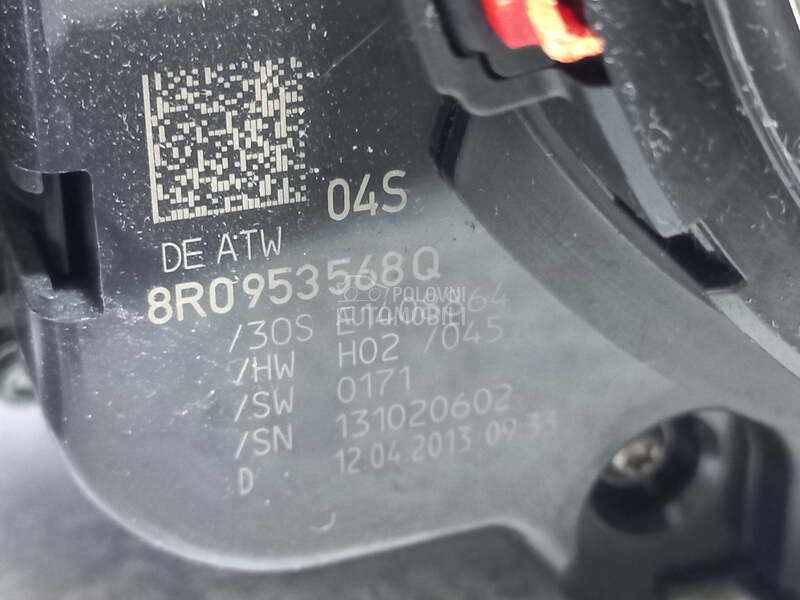 04S
DE ATW
8R0953568Q
POLOVNI
AUTOMOBILI
/30S
/HW H02 /045
/SW 0171
/SN 131020602
D 12.04.2013 09:33